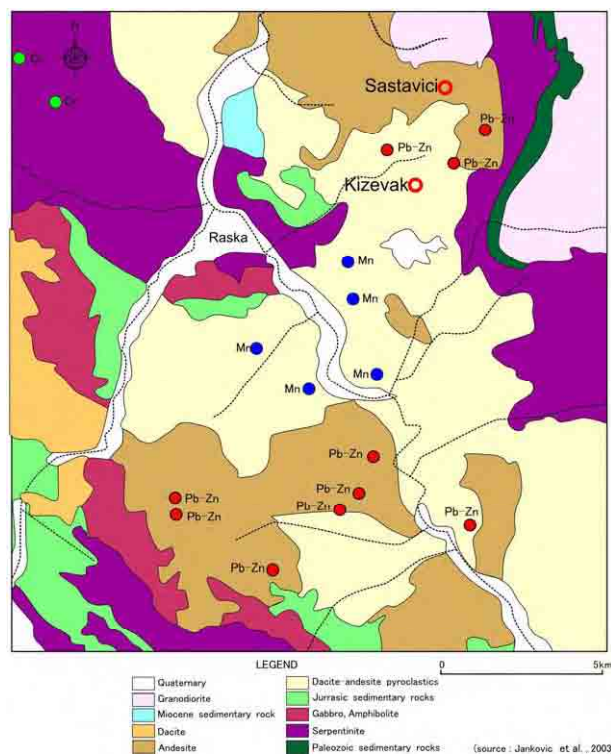 N
Cr
Cr
Sastavici
Pb-Zn
Pb-Zn
Pb-Zn
Kizevak
Raska
Mn
Mn
Mn
Mn
Mn
Pb-Zn
Pb-Zn
Pb-Zn
Pb-Zn
Pb-Zn
Pb-Zn
Pb-Zn
LEGEND
0 5km
Quaternary
Granodiorite
Miocene sedimentary rock
Dacite
Andesite
Dacite-andesite pyroclastics
Jurrasic sedimentary rocks
Gabbro, Amphibolite
Serpentinite
Paleozoic sedimentary rocks
(source : Jankovic et al., 2003